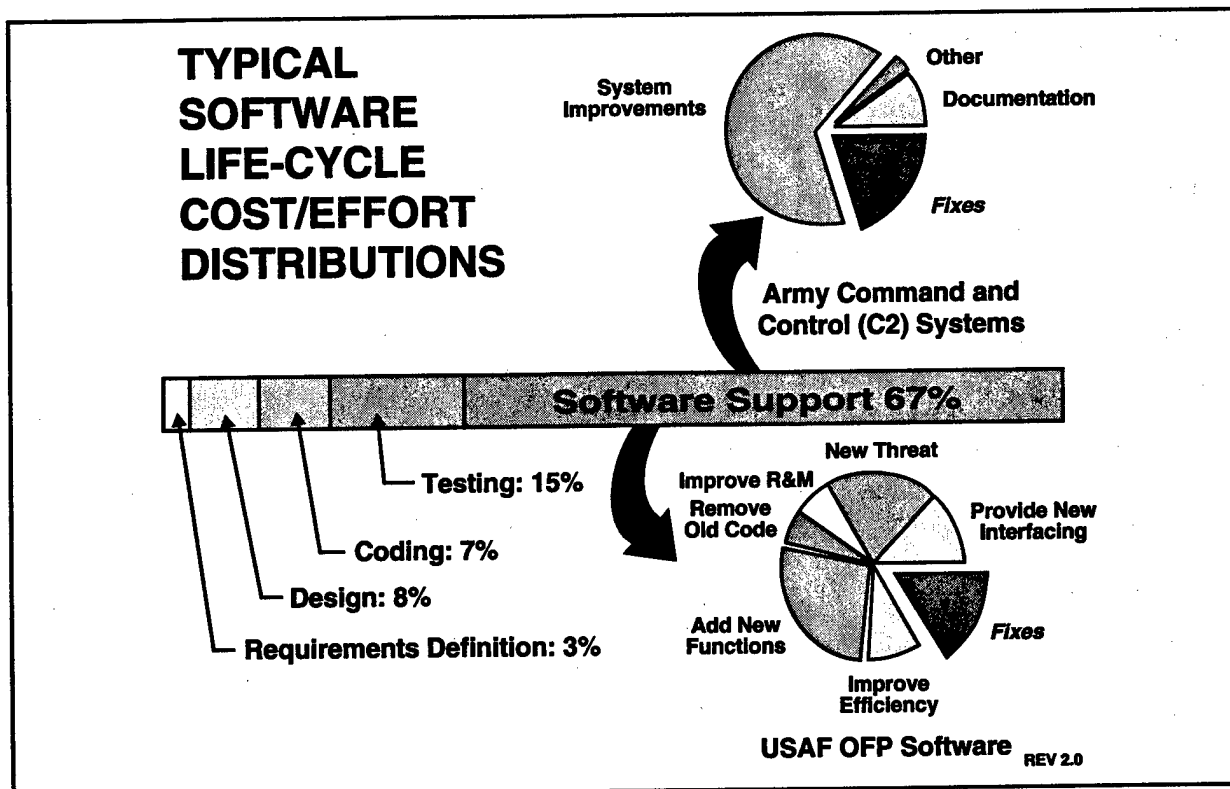 TYPICAL
SOFTWARE
LIFE-CYCLE
COST/EFFORT
DISTRIBUTIONS
System
Improvements
Other
Documentation
Fixes
Army Command and
Control (C2) Systems
Software Support 67%
Testing: 15%
Coding: 7%
Design: 8%
Requirements Definition: 3%
New Threat
Improve R&M
Remove
Old Code
Provide New
Interfacing
Add New
Functions
Fixes
Improve
Efficiency
USAF OFP Software
REV 2.0